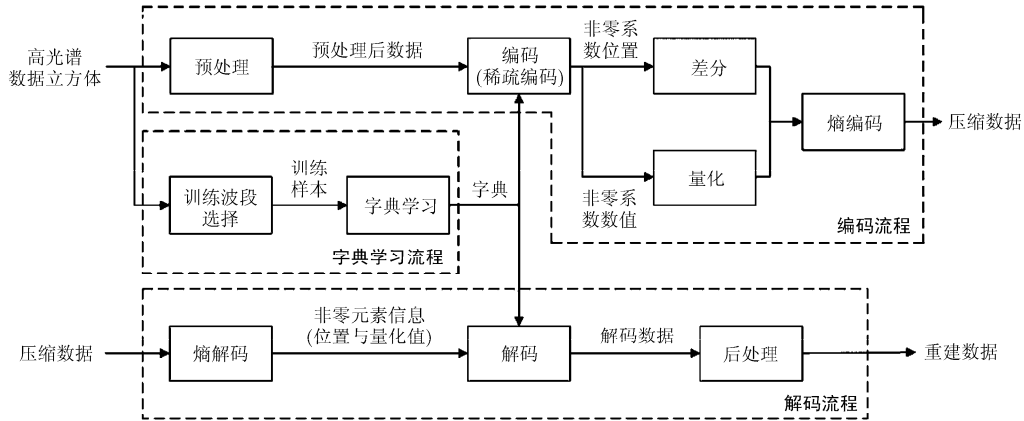 高光谱
数据立方体
预处理
预处理后数据
编码
(稀疏编码)
非零系
数位置
差分
熵编码
压缩数据
量化
非零系
数数值
编码流程
训练波段
选择
训练
样本
字典学习
字典
字典学习流程
压缩数据
熵解码
非零元素信息
(位置与量化值)
解码
解码数据
后处理
重建数据
解码流程